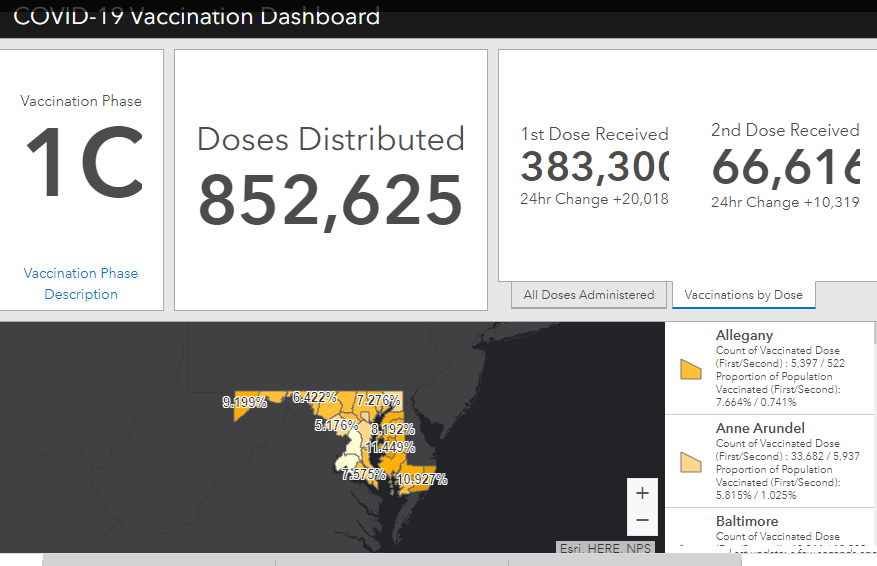 COVID-19 Vaccination Dashboard
Vaccination Phase
1C
Vaccination Phase
Description
Doses Distributed
852,625
1st Dose Received
383,300
24hr Change +20,018
2nd Dose Received
66,616
24hr Change +10,319
All Doses Administered
Vaccinations by Dose
9.199%
6.422%
7.276%
5.176%
8.192%
11.449%
7.575%
10.927%
+
−
Esri, HERE, NPS
Allegany
Count of Vaccinated Dose
(First/Second) : 5,397 / 522
Proportion of Population
Vaccinated (First/Second):
7.664% / 0.741%
Anne Arundel
Count of Vaccinated Dose
(First/Second) : 33,682 / 5,937
Proportion of Population
Vaccinated (First/Second):
5.815% / 1.025%
Baltimore
Count of Vaccinated Dose